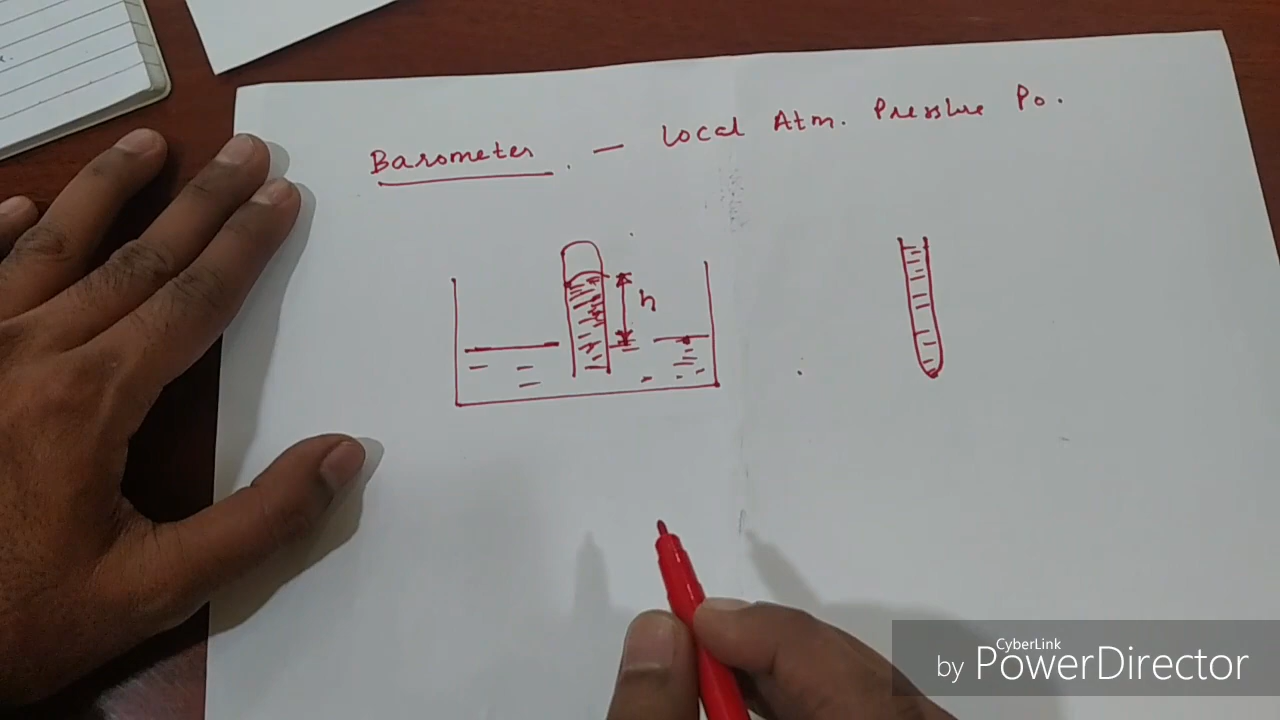 Barometer. — Local Atm. Pressure Po.
h
CyberLink
by PowerDirector